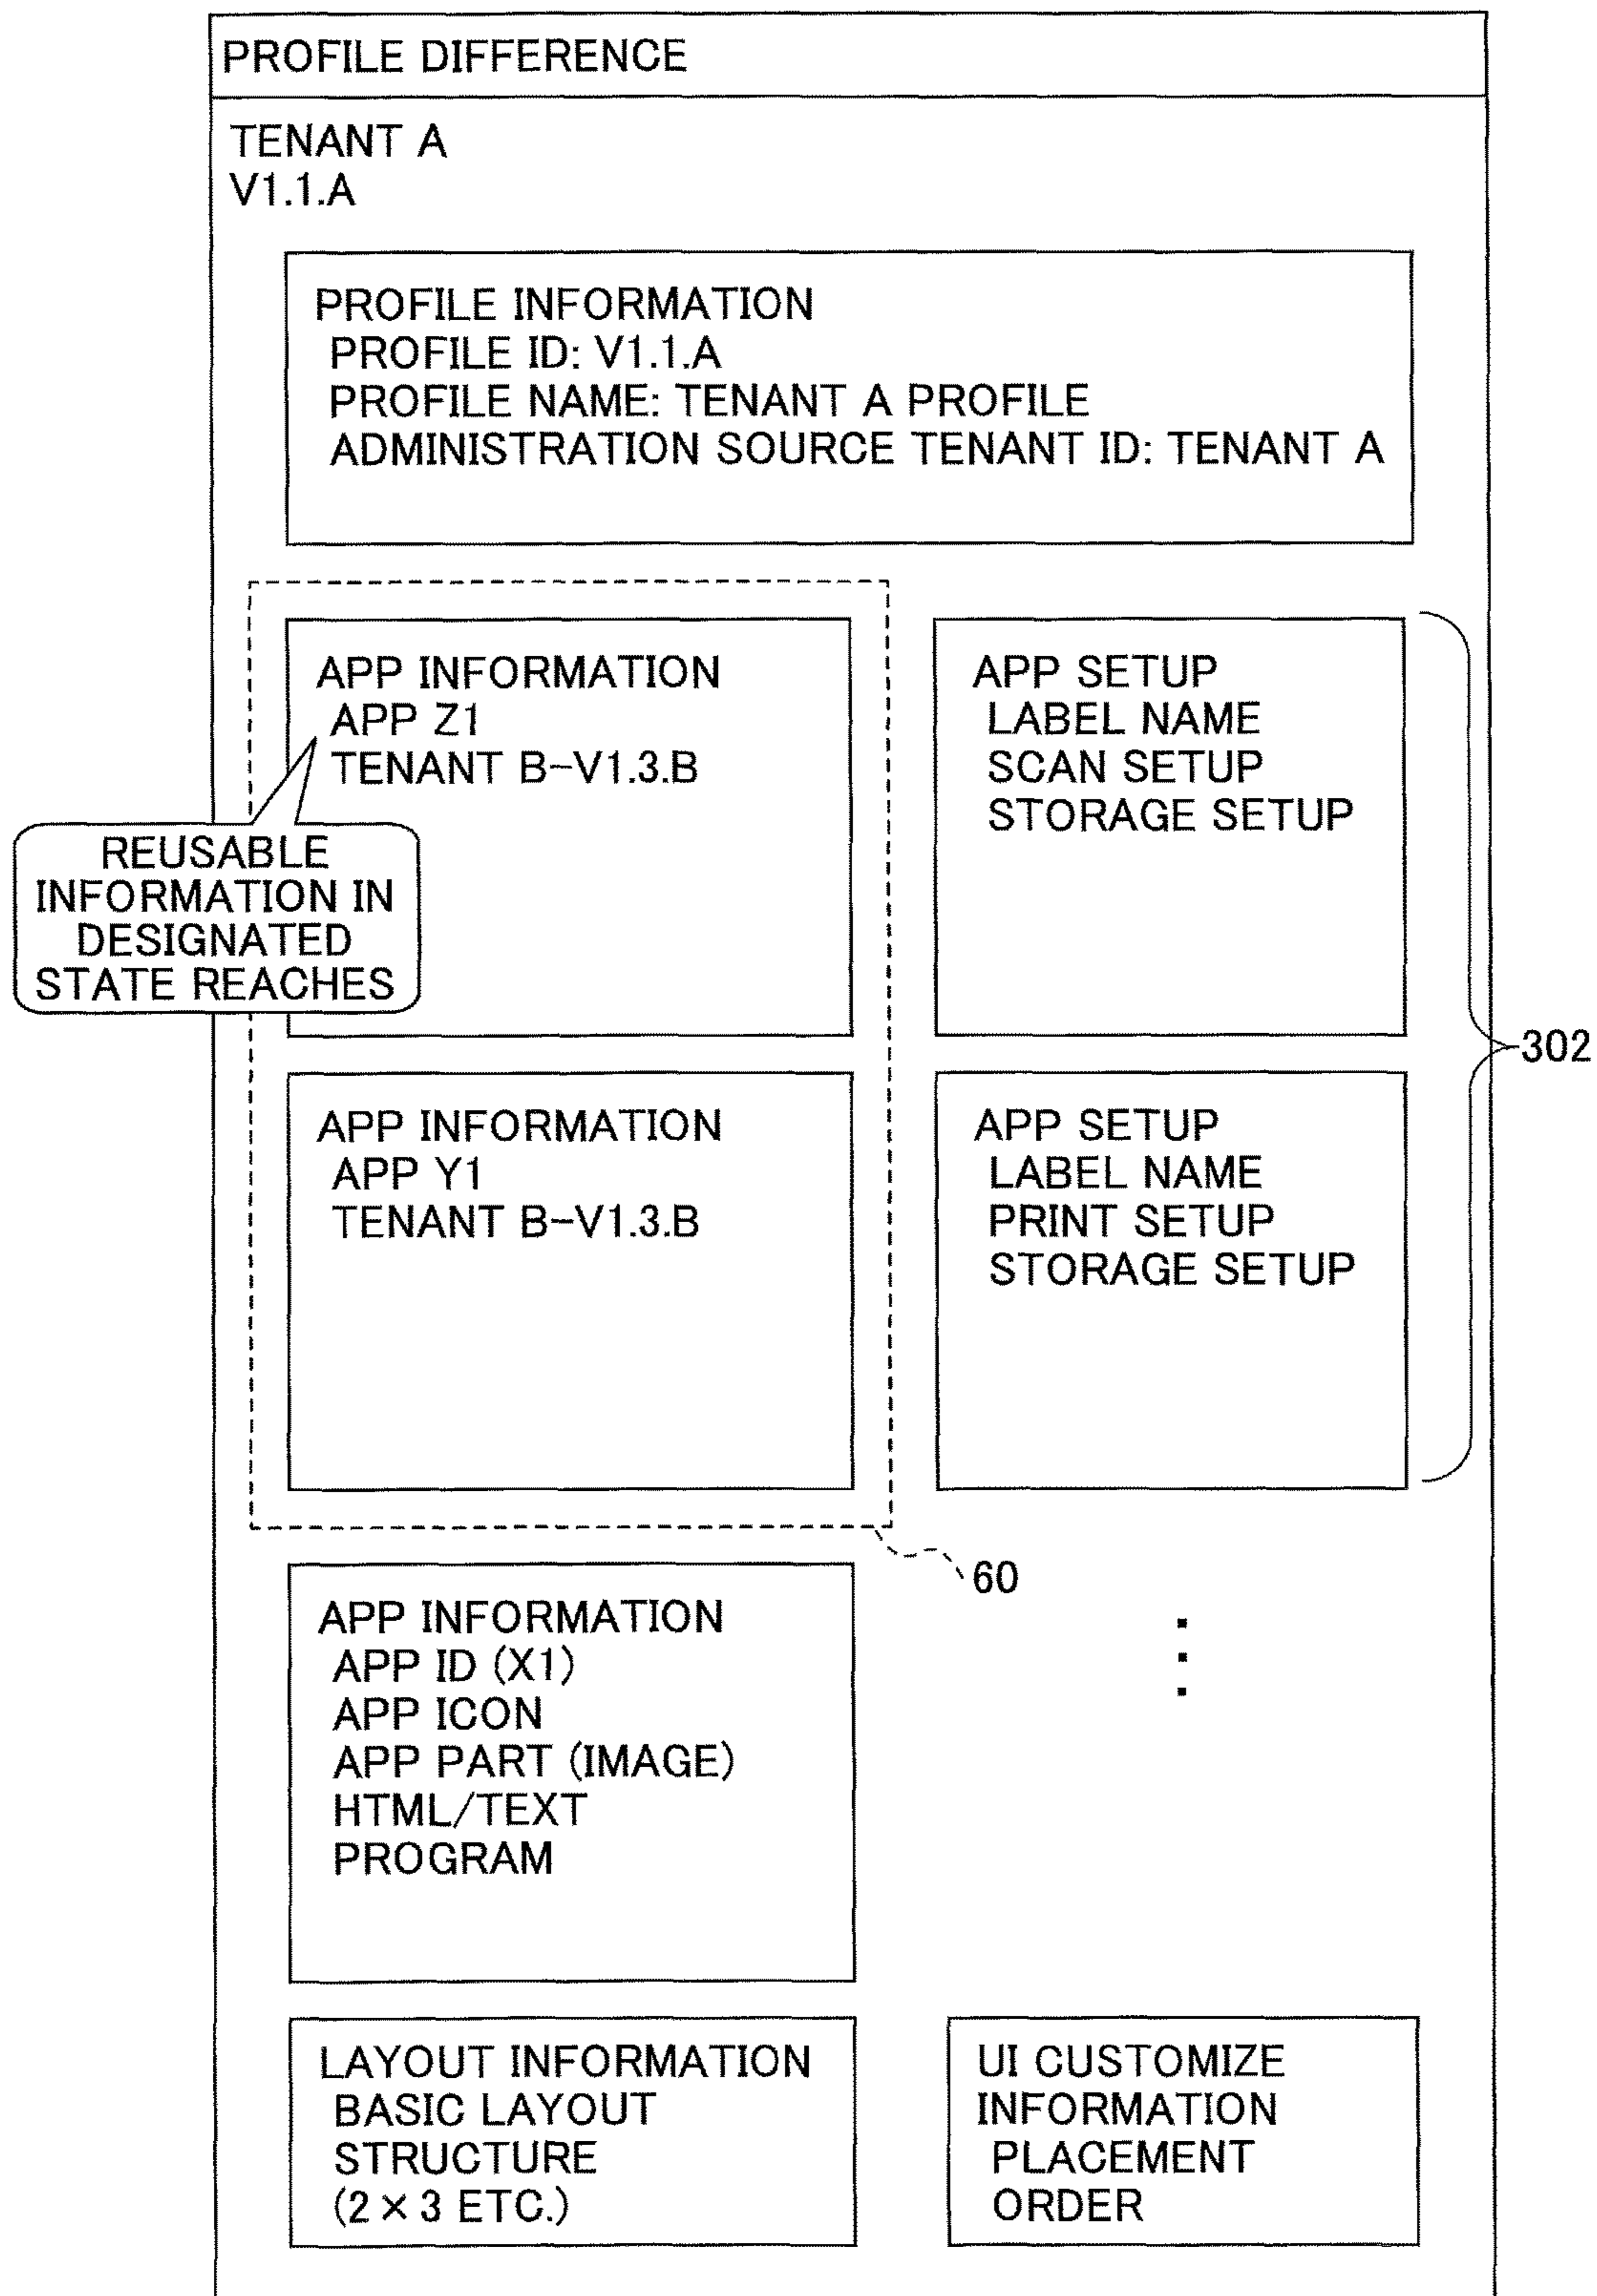 PROFILE DIFFERENCE
TENANT A
V1.1.A
PROFILE INFORMATION
PROFILE ID: V1.1.A
PROFILE NAME: TENANT A PROFILE
ADMINISTRATION SOURCE TENANT ID: TENANT A
APP INFORMATION
APP Z1
TENANT B-V1.3.B
REUSABLE
INFORMATION IN
DESIGNATED
STATE REACHES
APP SETUP
LABEL NAME
SCAN SETUP
STORAGE SETUP
302
APP INFORMATION
APP Y1
TENANT B-V1.3.B
APP SETUP
LABEL NAME
PRINT SETUP
STORAGE SETUP
60
APP INFORMATION
APP ID (X1)
APP ICON
APP PART (IMAGE)
HTML/TEXT
PROGRAM
LAYOUT INFORMATION
BASIC LAYOUT
STRUCTURE
(2×3 ETC.)
UI CUSTOMIZE
INFORMATION
PLACEMENT
ORDER